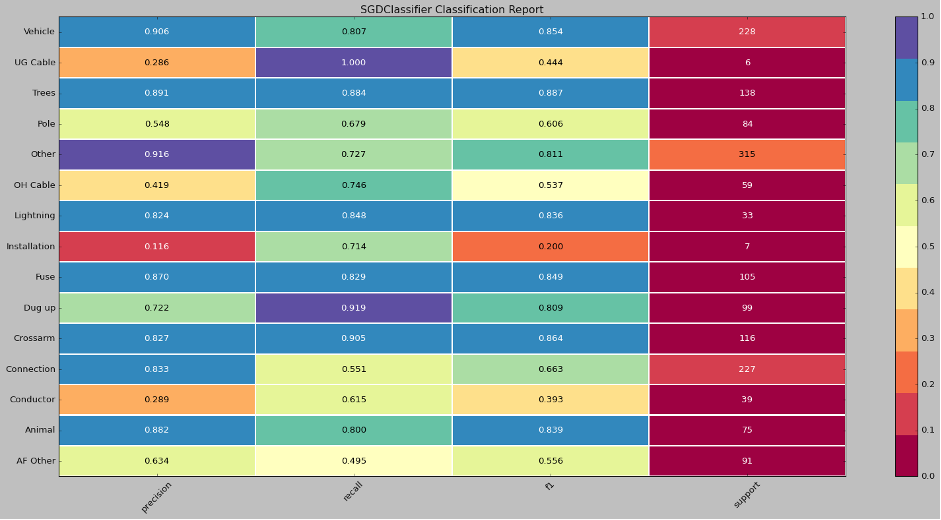 SGDClassifier Classification Report
Vehicle 0.906 0.807 0.854 228
UG Cable 0.286 1.000 0.444 6
Trees 0.891 0.884 0.887 138
Pole 0.548 0.679 0.606 84
Other 0.916 0.727 0.811 315
OH Cable 0.419 0.746 0.537 59
Lightning 0.824 0.848 0.836 33
Installation 0.116 0.714 0.200 7
Fuse 0.870 0.829 0.849 105
Dug up 0.722 0.919 0.809 99
Crossarm 0.827 0.905 0.864 116
Connection 0.833 0.551 0.663 227
Conductor 0.289 0.615 0.393 39
Animal 0.882 0.800 0.839 75
AF Other 0.634 0.495 0.556 91
precision recall f1 support
1.0
0.9
0.8
0.7
0.6
0.5
0.4
0.3
0.2
0.1
0.0